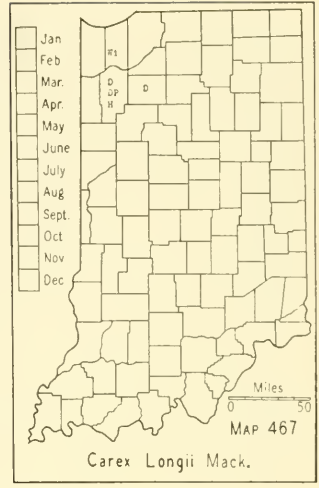 Jan
Feb
Mar.
Apr.
May
June
July
Aug
Sept.
Oct
Nov
Dec
D
DP
H
D
Miles
0 50
MAP 467
Carex Longii Mack.